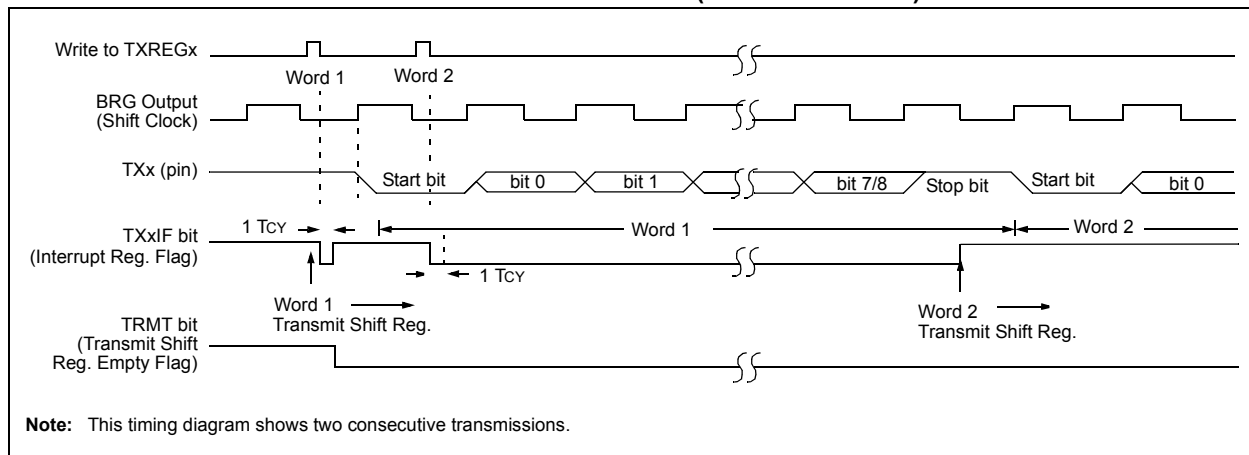 Write to TXREGx
Word 1
Word 2
BRG Output
(Shift Clock)
TXx (pin)
Start bit
bit 0
bit 1
bit 7/8
Stop bit
Start bit
bit 0
1 TCY
Word 1
Word 2
TXxIF bit
(Interrupt Reg. Flag)
1 TCY
Word 1
Transmit Shift Reg.
Word 2
Transmit Shift Reg.
TRMT bit
(Transmit Shift
Reg. Empty Flag)
Note: This timing diagram shows two consecutive transmissions.